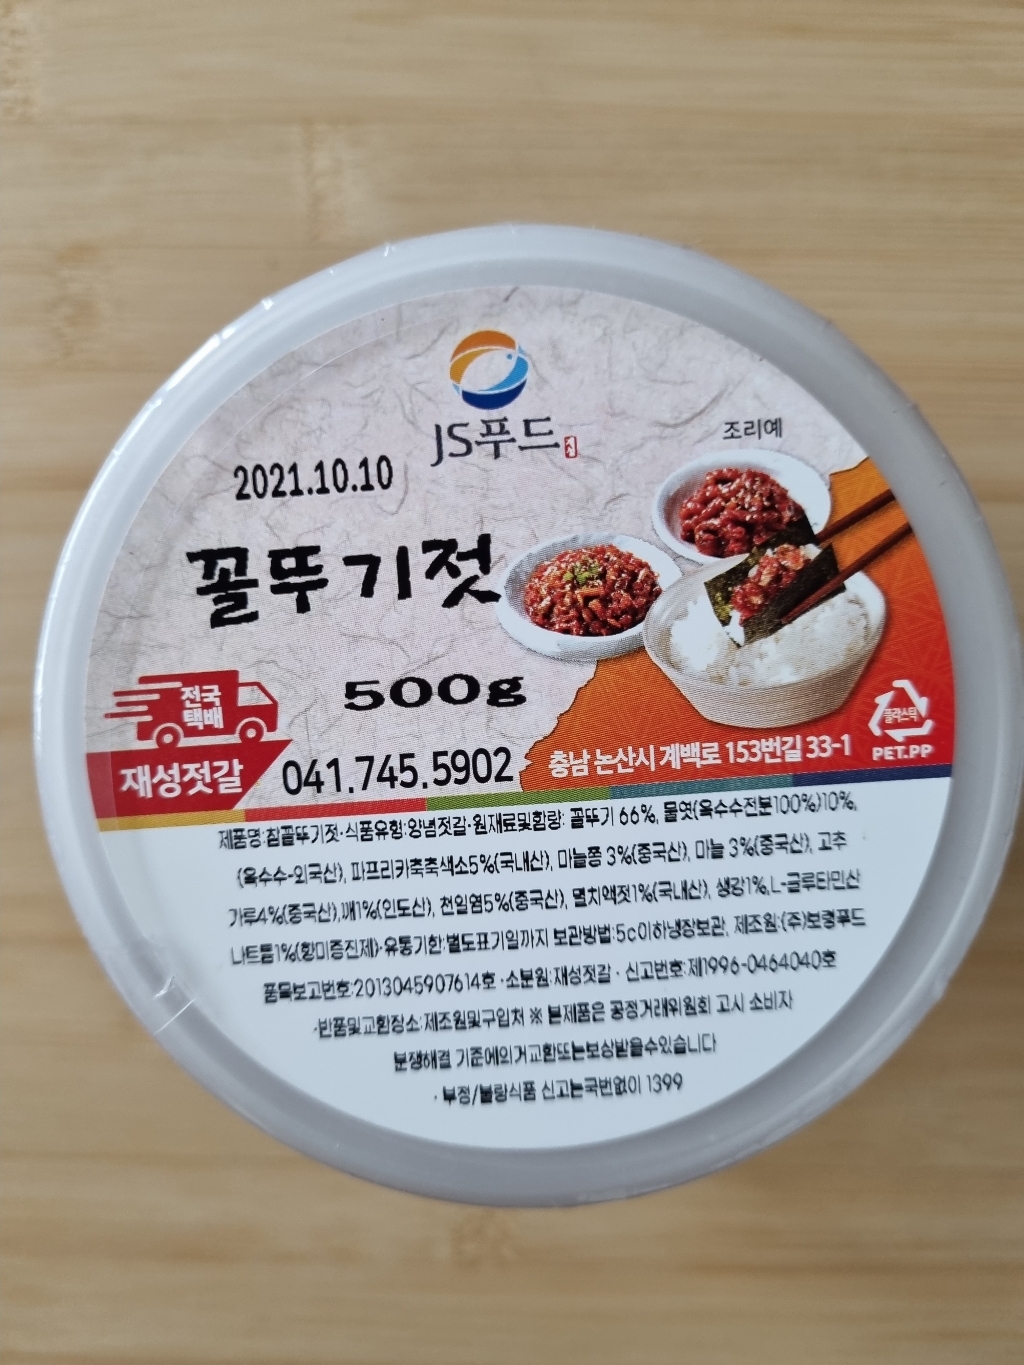 JS푸드
조리예
2021.10.10
꼴뚜기젓
500g
전국
택배
재성젓갈
041.745.5902
충남 논산시 계백로 153번길 33-1
플라스틱
PET.PP
제품명:참꼴뚜기젓·식품유형:양념젓갈·원재료및함량: 꼴뚜기 66%, 물엿(옥수수전분100%)10%,
(옥수수-외국산), 파프리카추출색소5%(국내산), 마늘쫑 3%(중국산), 마늘 3%(중국산), 고추
가루4%(중국산),깨1%(인도산), 천일염5%(중국산), 멸치액젓1%(국내산), 생강1%,L-글루타민산
나트륨1%(향미증진제)·유통기한:별도표기일까지 보관방법:5c이하냉장보관, 제조원:(주)보령푸드
품목보고번호:2013045907614호 ·소분원:재성젓갈 · 신고번호:제1996-0464040호
·반품및교환장소:제조원및구입처 ※ 본제품은 공정거래위원회 고시 소비자
분쟁해결 기준에의거교환또는보상받을수있습니다
· 부정/불량식품 신고는국번없이 1399